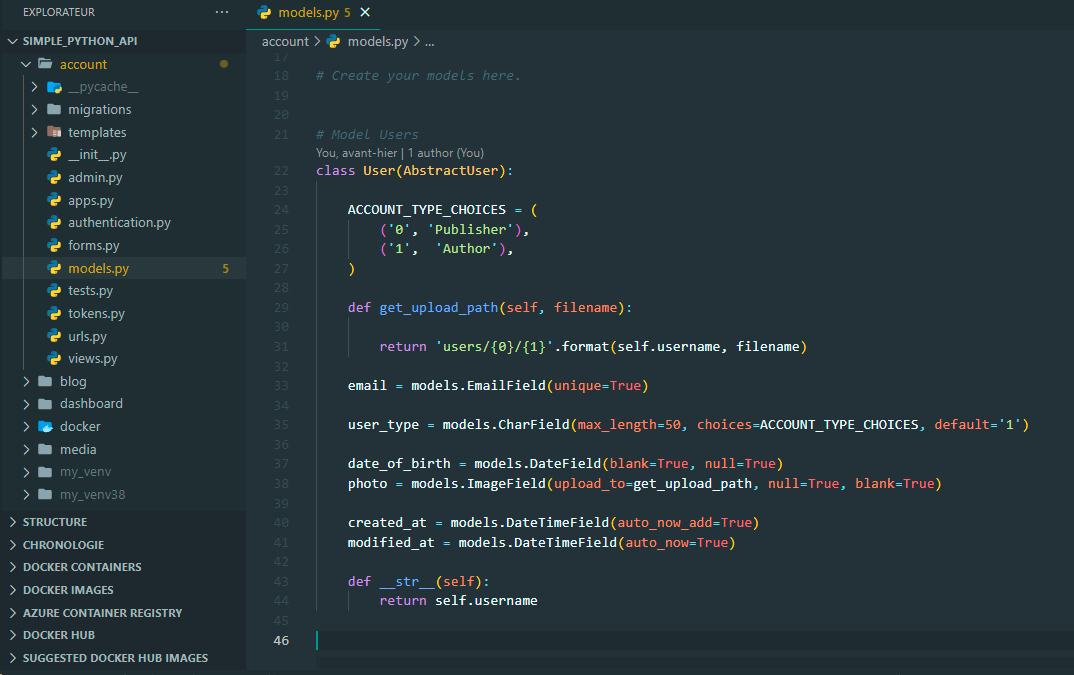 EXPLORATEUR ...
SIMPLE_PYTHON_API
account
__pycache__
migrations
templates
__init__.py
admin.py
apps.py
authentication.py
forms.py
models.py 5
tests.py
tokens.py
urls.py
views.py
blog
dashboard
docker
media
my_venv
my_venv38
STRUCTURE
CHRONOLOGIE
DOCKER CONTAINERS
DOCKER IMAGES
AZURE CONTAINER REGISTRY
DOCKER HUB
SUGGESTED DOCKER HUB IMAGES
models.py 5
account > models.py > ...
17
18 # Create your models here.
19
20
21 # Model Users
You, avant-hier | 1 author (You)
22 class User(AbstractUser):
23
24 ACCOUNT_TYPE_CHOICES = (
25 ('0', 'Publisher'),
26 ('1',  'Author'),
27 )
28
29 def get_upload_path(self, filename):
30
31 return 'users/{0}/{1}'.format(self.username, filename)
32
33 email = models.EmailField(unique=True)
34
35 user_type = models.CharField(max_length=50, choices=ACCOUNT_TYPE_CHOICES, default='1')
36
37 date_of_birth = models.DateField(blank=True, null=True)
38 photo = models.ImageField(upload_to=get_upload_path, null=True, blank=True)
39
40 created_at = models.DateTimeField(auto_now_add=True)
41 modified_at = models.DateTimeField(auto_now=True)
42
43 def __str__(self):
44 return self.username
45
46